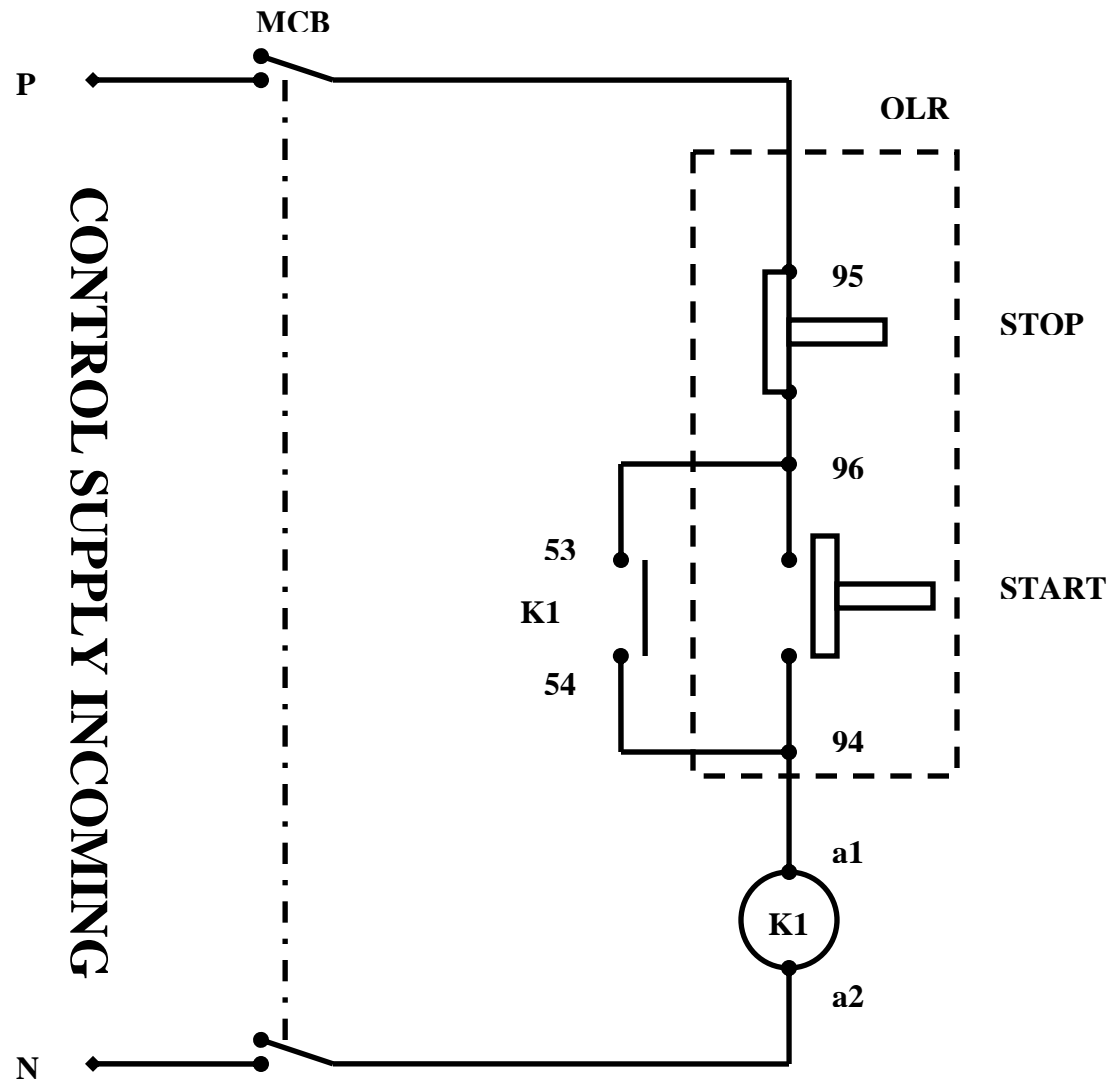 MCB
P
OLR
CONTROL SUPPLY INCOMING
95
STOP
96
53
START
K1
54
94
a1
K1
a2
N